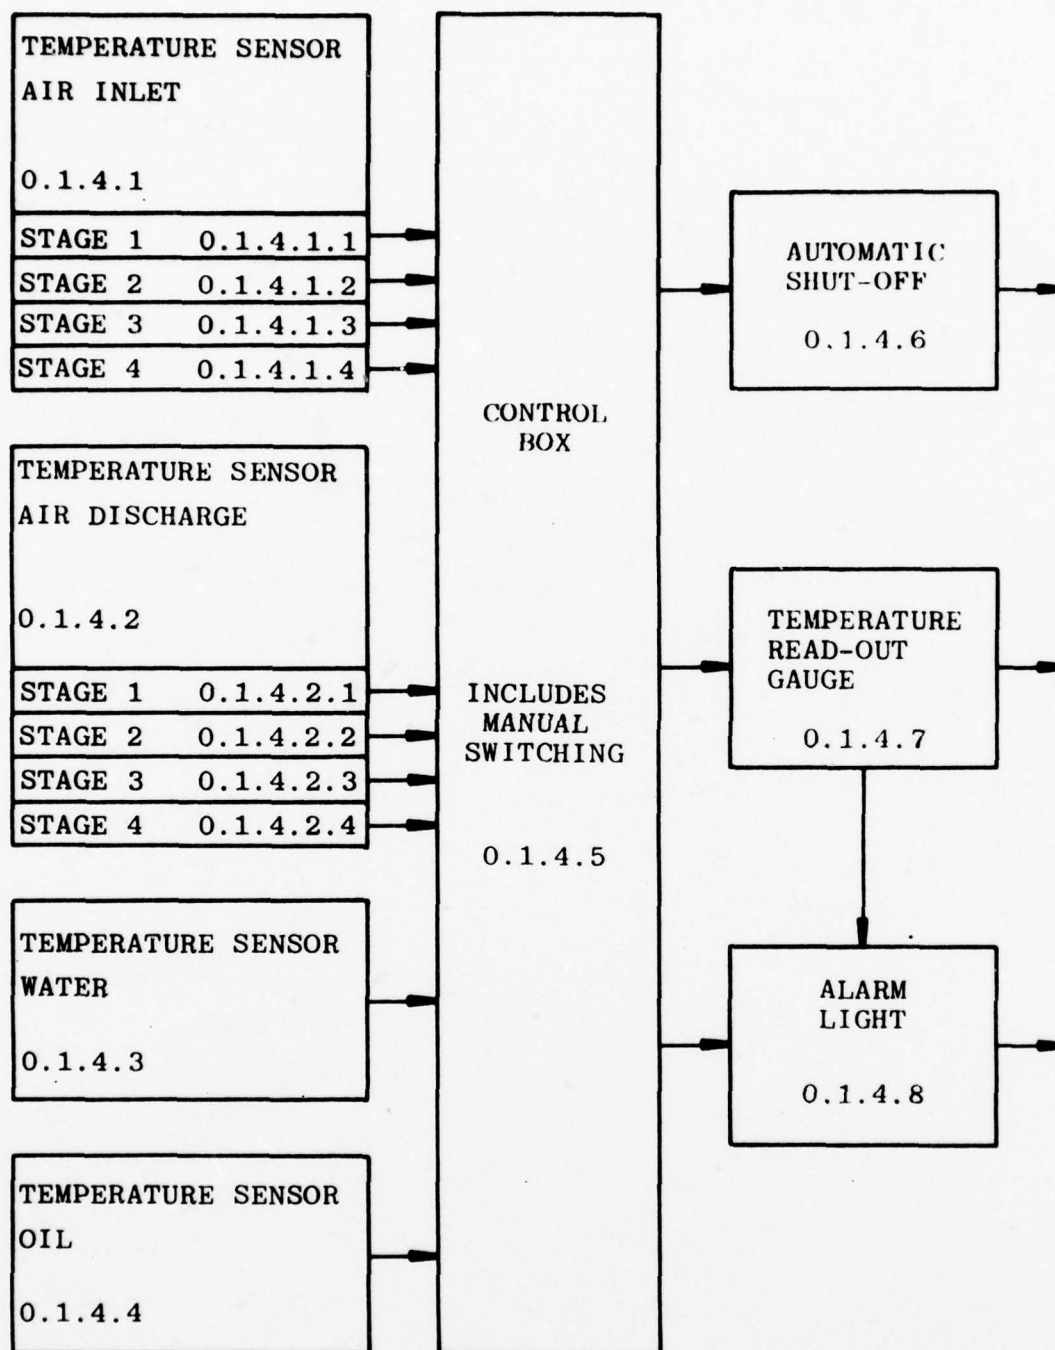 TEMPERATURE SENSOR
AIR INLET
0.1.4.1
STAGE 1 0.1.4.1.1
STAGE 2 0.1.4.1.2
STAGE 3 0.1.4.1.3
STAGE 4 0.1.4.1.4
TEMPERATURE SENSOR
AIR DISCHARGE
0.1.4.2
STAGE 1 0.1.4.2.1
STAGE 2 0.1.4.2.2
STAGE 3 0.1.4.2.3
STAGE 4 0.1.4.2.4
TEMPERATURE SENSOR
WATER
0.1.4.3
TEMPERATURE SENSOR
OIL
0.1.4.4
CONTROL
BOX
INCLUDES
MANUAL
SWITCHING
0.1.4.5
AUTOMATIC
SHUT-OFF
0.1.4.6
TEMPERATURE
READ-OUT
GAUGE
0.1.4.7
ALARM
LIGHT
0.1.4.8